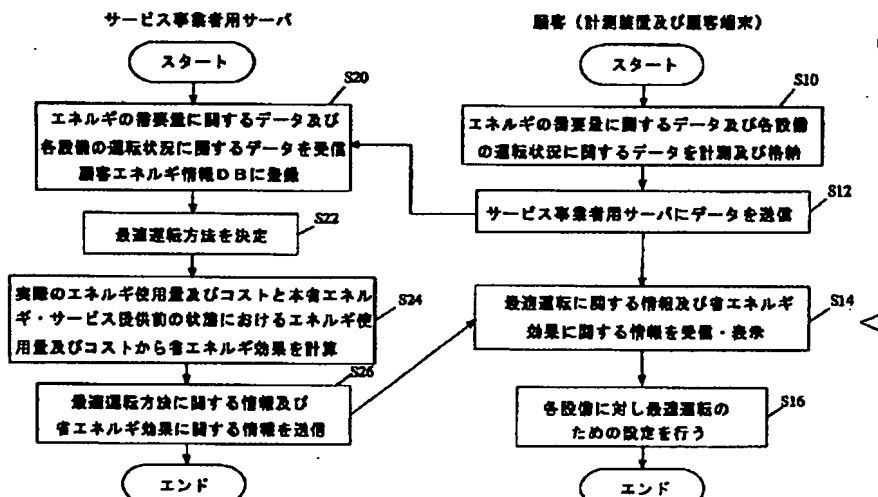 サービス事業者用サーバ
スタート
S20
エネルギの需要量に関するデータ及び
各設備の運転状況に関するデータを受信
顧客エネルギ情報DBに登録
S22
最適運転方法を決定
実際のエネルギ使用量及びコストと本省エネル
ギ・サービス提供前の状態におけるエネルギ使
用量及びコストから省エネルギ効果を計算
S24
S26
最適運転方法に関する情報及び
省エネルギ効果に関する情報を送信
エンド
顧客（計測装置及び顧客端末）
スタート
S10
エネルギの需要量に関するデータ及び各設備
の運転状況に関するデータを計測及び格納
S12
サービス事業者用サーバにデータを送信
最適運転に関する情報及び省エネルギ
効果に関する情報を受信・表示
S14
各設備に対し最適運転の
ための設定を行う
S16
エンド